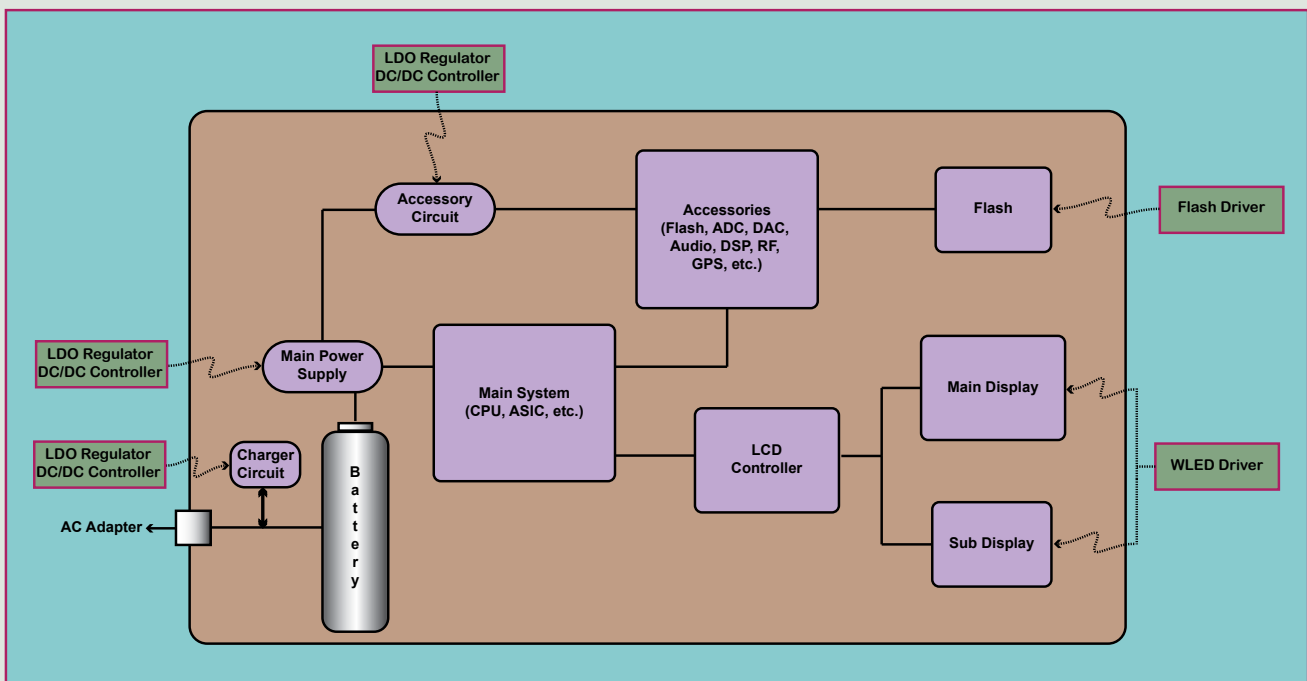 LDO Regulator
DC/DC Controller
Accessory
Circuit
Accessories
(Flash, ADC, DAC,
Audio, DSP, RF,
GPS, etc.)
Flash
Flash Driver
LDO Regulator
DC/DC Controller
Main Power
Supply
Main System
(CPU, ASIC, etc.)
Main Display
LDO Regulator
DC/DC Controller
Charger
Circuit
Battery
LCD
Controller
WLED Driver
AC Adapter
Sub Display